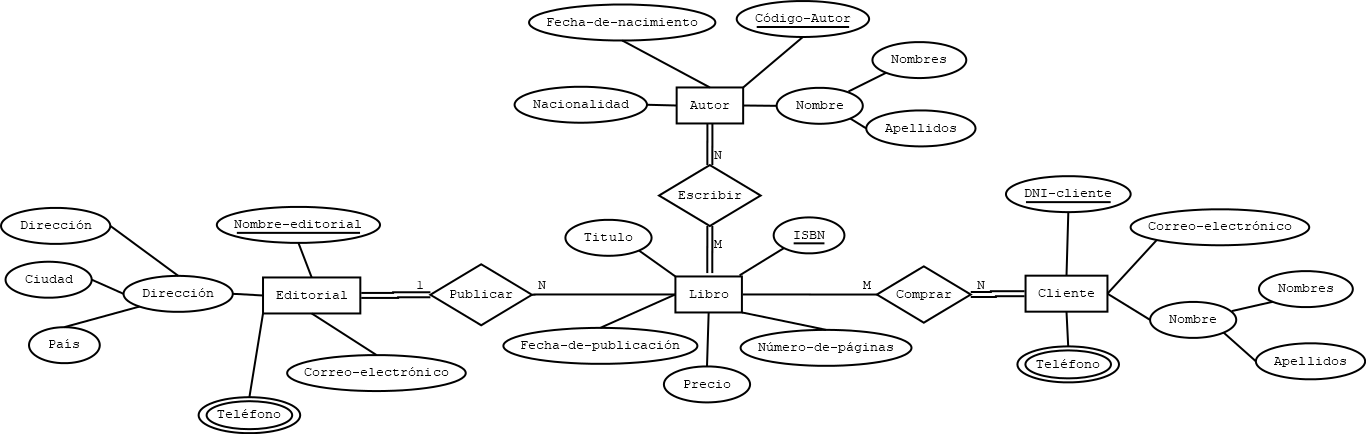 Fecha-de-nacimiento
Código-Autor
Nombres
Nacionalidad
Autor
Nombre
Apellidos
N
Escribir
M
DNI-cliente
Dirección
Nombre-editorial
Titulo
ISBN
Correo-electrónico
Ciudad
Dirección
Editorial
1
Publicar
N
Libro
M
Comprar
N
Cliente
Nombre
Nombres
País
Fecha-de-publicación
Número-de-páginas
Teléfono
Apellidos
Correo-electrónico
Precio
Teléfono